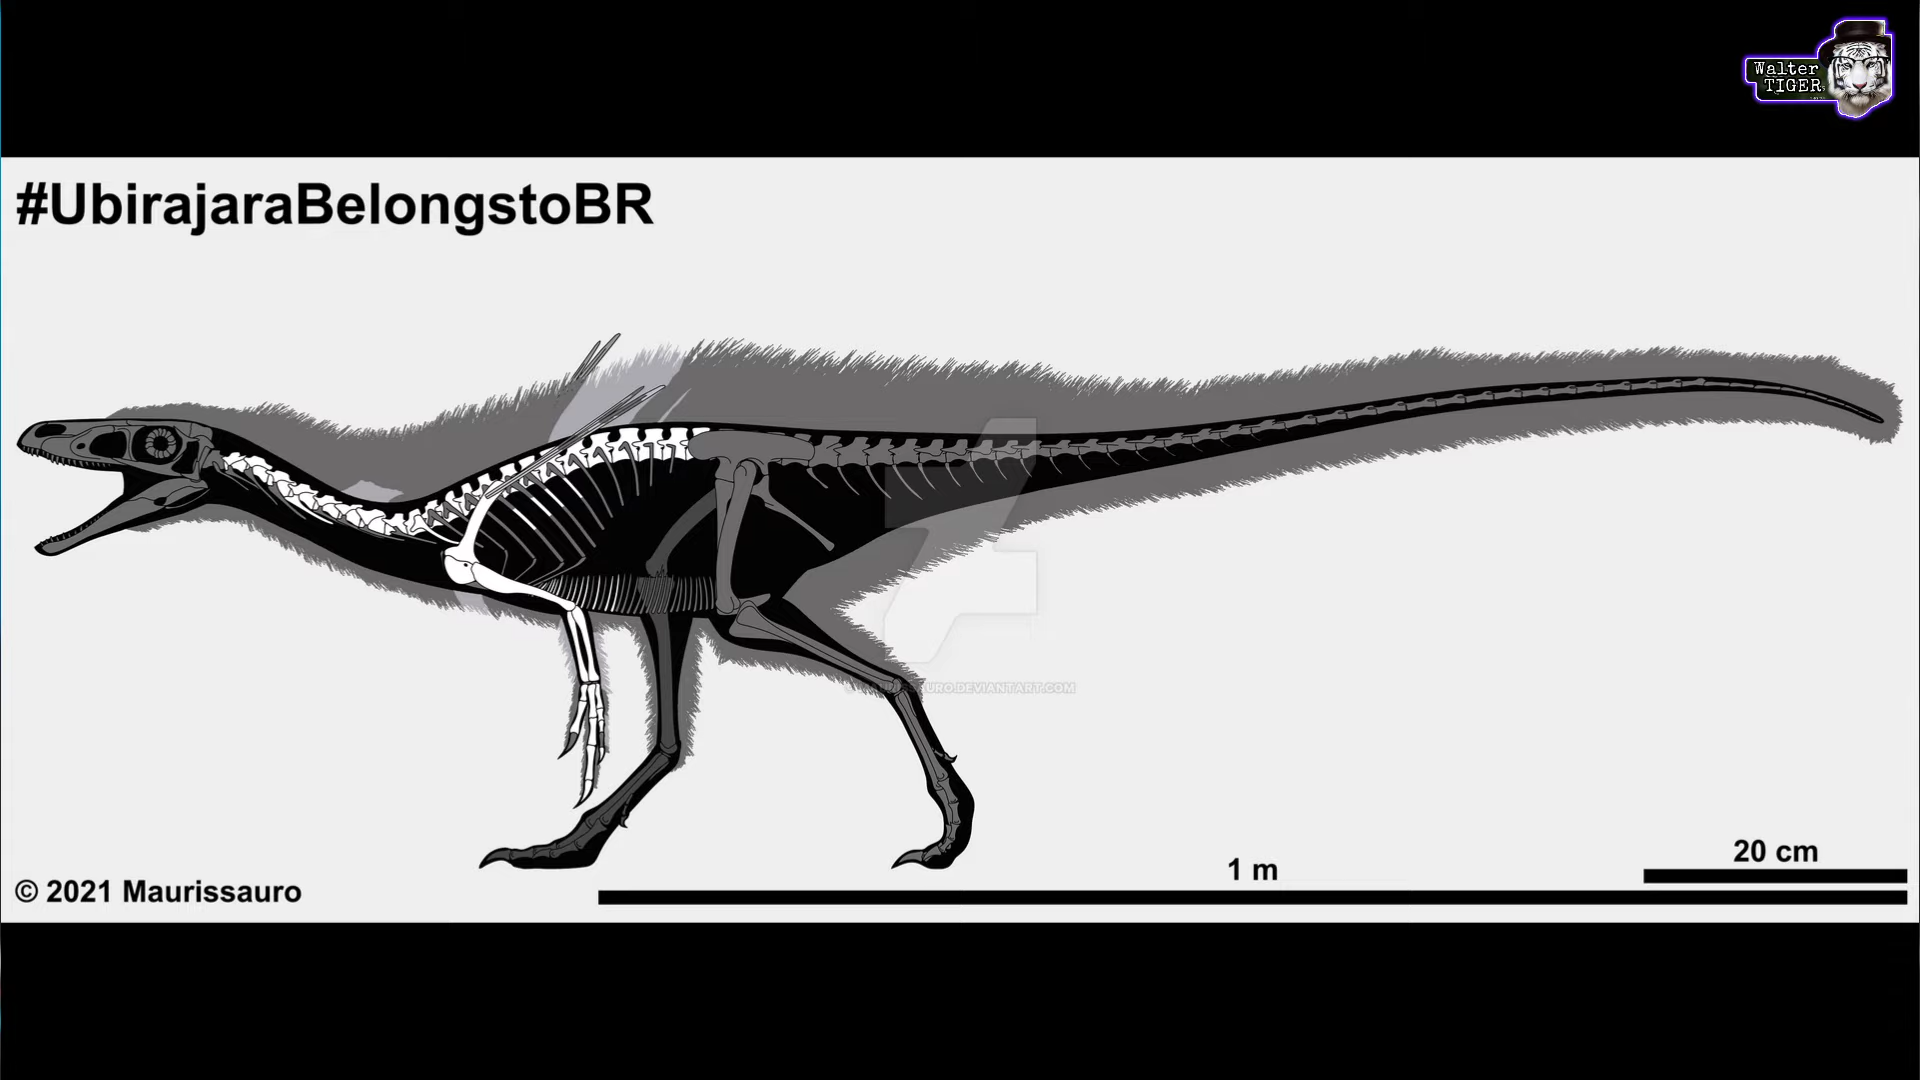 Walter
TIGER
#UbirajaraBelongstoBR
1 m
20 cm
© 2021 Maurissauro